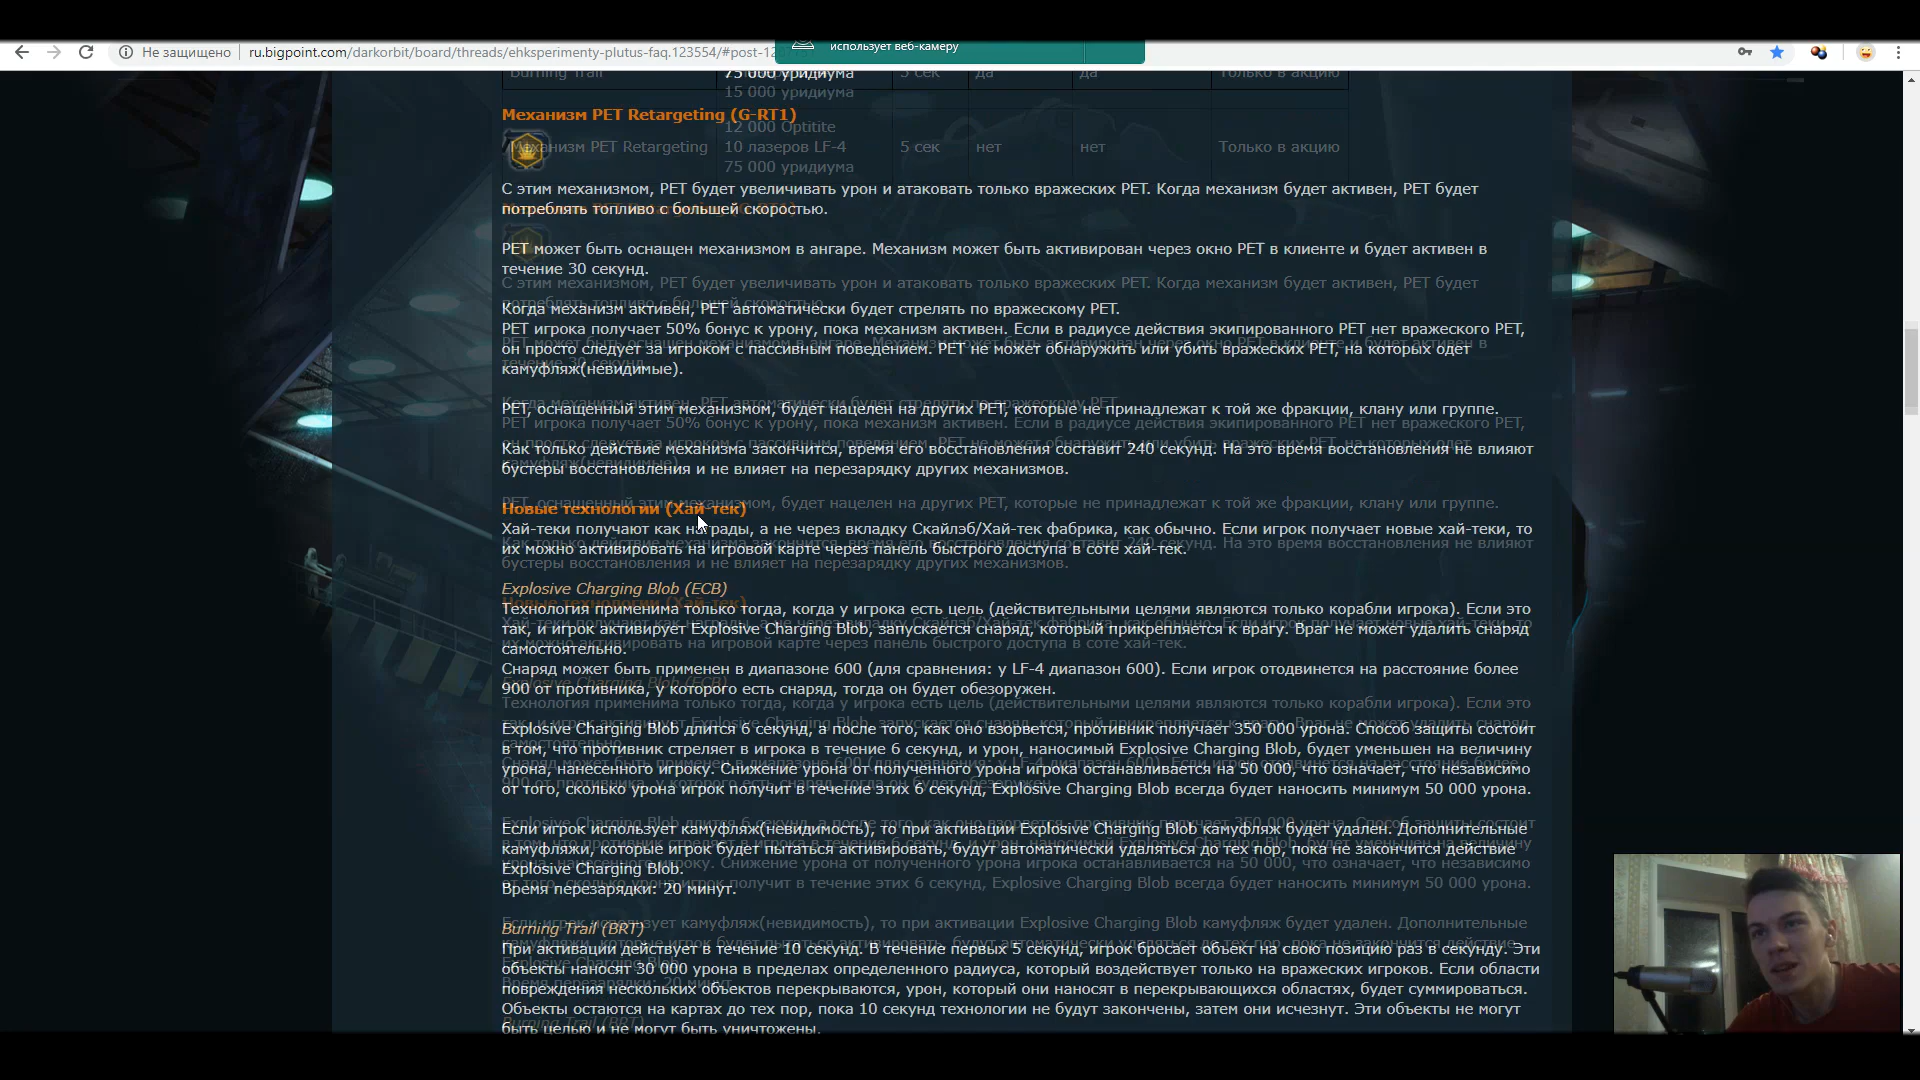 Не защищено
ru.bigpoint.com/darkorbit/board/threads/ehksperimenty-plutus-faq.123554/#post-12
использует веб-камеру
Burning Trail
75 000 уридиума
5 сек
да
да
Только в акцию
15 000 уридиума
Механизм PET Retargeting (G-RT1)
12 000 Optitite
Механизм PET Retargeting
10 лазеров LF-4
5 сек
нет
нет
Только в акцию
75 000 уридиума
С этим механизмом, PET будет увеличивать урон и атаковать только вражеских PET. Когда механизм будет активен, PET будет
потреблять топливо с большей скоростью.
PET может быть оснащен механизмом в ангаре. Механизм может быть активирован через окно PET в клиенте и будет активен в
течение 30 секунд.
Когда механизм активен, PET автоматически будет стрелять по вражескому PET.
PET игрока получает 50% бонус к урону, пока механизм активен. Если в радиусе действия экипированного PET нет вражеского PET,
он просто следует за игроком с пассивным поведением. PET не может обнаружить или убить вражеских PET, на которых одет
камуфляж(невидимые).
PET, оснащенный этим механизмом, будет нацелен на других PET, которые не принадлежат к той же фракции, клану или группе.
Как только действие механизма закончится, время его восстановления составит 240 секунд. На это время восстановления не влияют
бустеры восстановления и не влияет на перезарядку других механизмов.
Новые технологии (Хай-тек)
Хай-теки получают как награды, а не через вкладку Скайлэб/Хай-тек фабрика, как обычно. Если игрок получает новые хай-теки, то
их можно активировать на игровой карте через панель быстрого доступа в соте хай-тек.
Explosive Charging Blob (ECB)
Технология применима только тогда, когда у игрока есть цель (действительными целями являются только корабли игрока). Если это
так, и игрок активирует Explosive Charging Blob, запускается снаряд, который прикрепляется к врагу. Враг не может удалить снаряд
самостоятельно.
Снаряд может быть применен в диапазоне 600 (для сравнения: у LF-4 диапазон 600). Если игрок отодвинется на расстояние более
900 от противника, у которого есть снаряд, тогда он будет обезоружен.
Explosive Charging Blob длится 6 секунд, а после того, как оно взорвется, противник получает 350 000 урона. Способ защиты состоит
в том, что противник стреляет в игрока в течение 6 секунд, и урон, наносимый Explosive Charging Blob, будет уменьшен на величину
урона, нанесенного игроку. Снижение урона от полученного урона игрока останавливается на 50 000, что означает, что независимо
от того, сколько урона игрок получит в течение этих 6 секунд, Explosive Charging Blob всегда будет наносить минимум 50 000 урона.
Если игрок использует камуфляж(невидимость), то при активации Explosive Charging Blob камуфляж будет удален. Дополнительные
камуфляжи, которые игрок будет пытаться активировать, будут автоматически удаляться до тех пор, пока не закончится действие
Explosive Charging Blob.
Время перезарядки: 20 минут.
Burning Trail (BRT)
При активации действует в течение 10 секунд. В течение первых 5 секунд, игрок бросает объект на свою позицию раз в секунду. Эти
объекты наносят 30 000 урона в пределах определенного радиуса, который воздействует только на вражеских игроков. Если области
повреждения нескольких объектов перекрываются, урон, который они наносят в перекрывающихся областях, будет суммироваться.
Объекты остаются на картах до тех пор, пока 10 секунд технологии не будут закончены, затем они исчезнут. Эти объекты не могут
быть целью и не могут быть уничтожены.